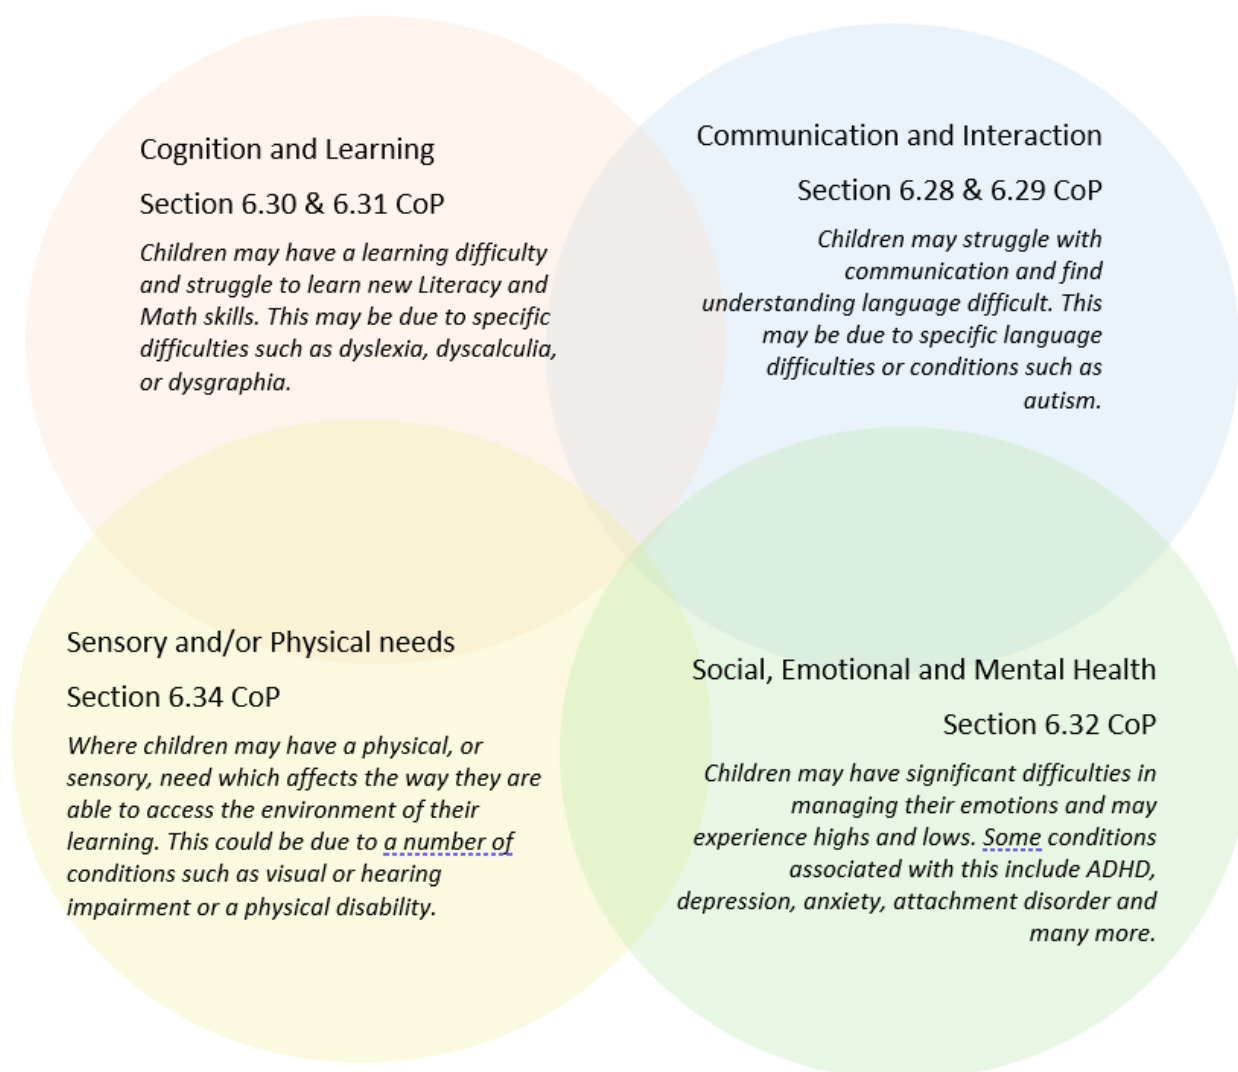 Cognition and Learning
Section 6.30 & 6.31 CoP
Children may have a learning difficulty
and struggle to learn new Literacy and
Math skills. This may be due to specific
difficulties such as dyslexia, dyscalculia,
or dysgraphia.
Communication and Interaction
Section 6.28 & 6.29 CoP
Children may struggle with
communication and find
understanding language difficult. This
may be due to specific language
difficulties or conditions such as
autism.
Sensory and/or Physical needs
Section 6.34 CoP
Where children may have a physical, or
sensory, need which affects the way they are
able to access the environment of their
learning. This could be due to a number of
conditions such as visual or hearing
impairment or a physical disability.
Social, Emotional and Mental Health
Section 6.32 CoP
Children may have significant difficulties in
managing their emotions and may
experience highs and lows. Some conditions
associated with this include ADHD,
depression, anxiety, attachment disorder and
many more.